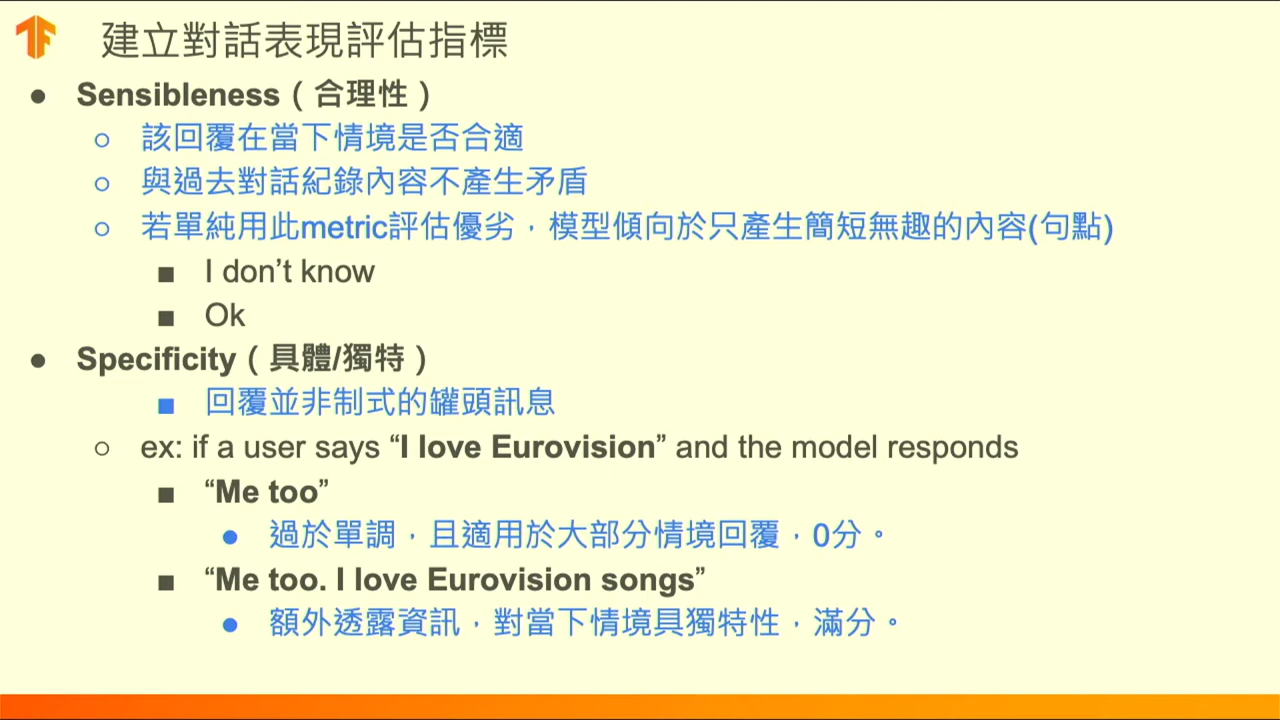 建立對話表現評估指標
● Sensibleness（合理性）
○ 該回覆在當下情境是否合適
○ 與過去對話紀錄內容不產生矛盾
○ 若單純用此metric評估優劣，模型傾向於只產生簡短無趣的內容(句點)
■ I don’t know
■ Ok
● Specificity（具體/獨特）
■ 回覆並非制式的罐頭訊息
○ ex: if a user says “I love Eurovision” and the model responds
■ “Me too”
● 過於單調，且適用於大部分情境回覆，0分。
■ “Me too. I love Eurovision songs”
● 額外透露資訊，對當下情境具獨特性，滿分。